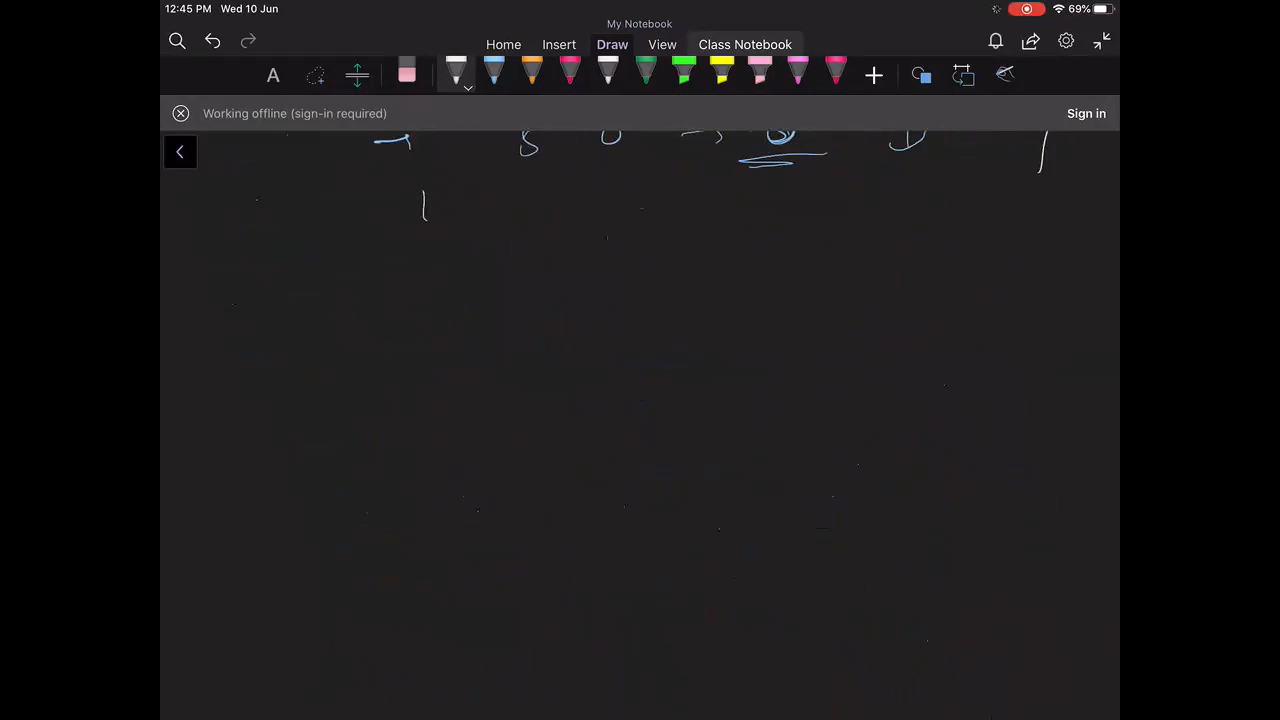 12:45 PM Wed 10 Jun 69%
My Notebook
Home Insert Draw View Class Notebook
A
Working offline (sign-in required) Sign in